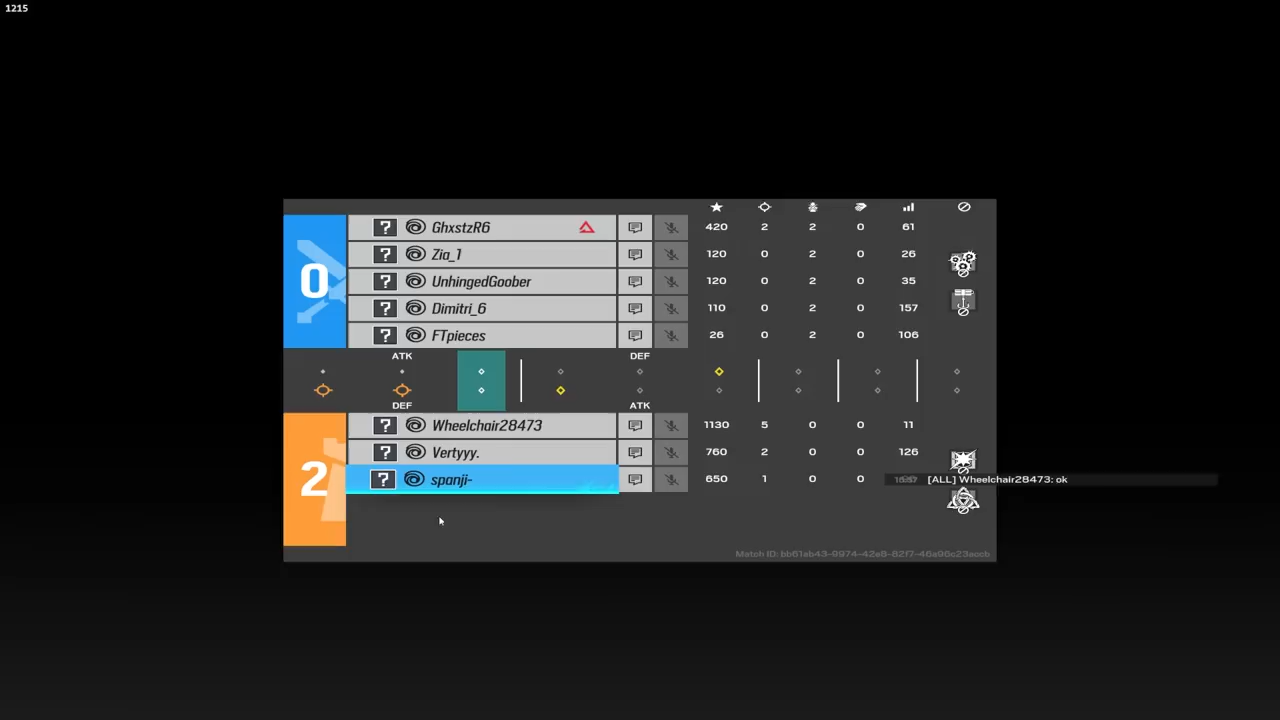 1215
0
? GhxstzR6 420 2 2 0 61
? Zia_1 120 0 2 0 26
? UnhingedGoober 120 0 2 0 35
? Dimitri_6 110 0 2 0 157
? FTpieces 26 0 2 0 106
ATK DEF
DEF ATK
2
? Wheelchair28473 1130 5 0 0 11
? Vertyyy. 760 2 0 0 126
? spanji- 650 1 0 0
[ALL] Wheelchair28473: ok
Match ID: